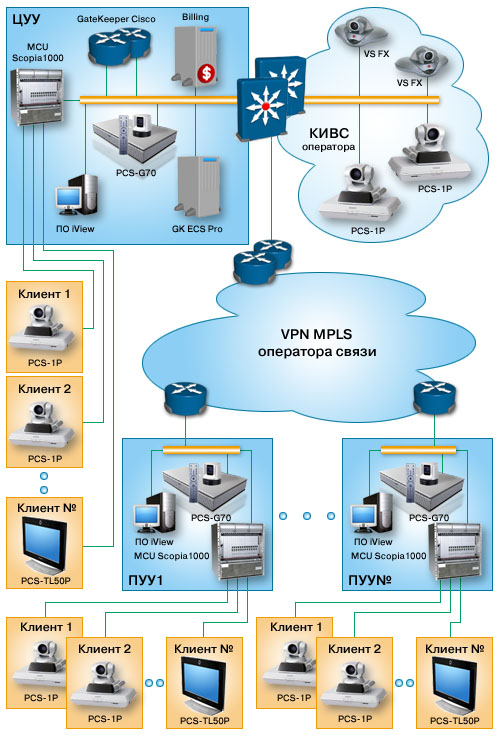 ЦУУ
GateKeeper Cisco
Billing
MCU
Scopia1000
$
PCS-G70
ПО iView
GK ECS Pro
VS FX
VS FX
КИВС
оператора
PCS-1P
PCS-1P
VPN MPLS
оператора связи
Клиент 1
PCS-1P
Клиент 2
PCS-1P
Клиент №
PCS-TL50P
PCS-G70
ПО iView
MCU Scopia1000
ПУУ1
PCS-G70
ПО iView
MCU Scopia1000
ПУУ№
Клиент 1
PCS-1P
Клиент 2
PCS-1P
Клиент №
PCS-TL50P
Клиент 1
PCS-1P
Клиент 2
PCS-1P
Клиент №
PCS-TL50P